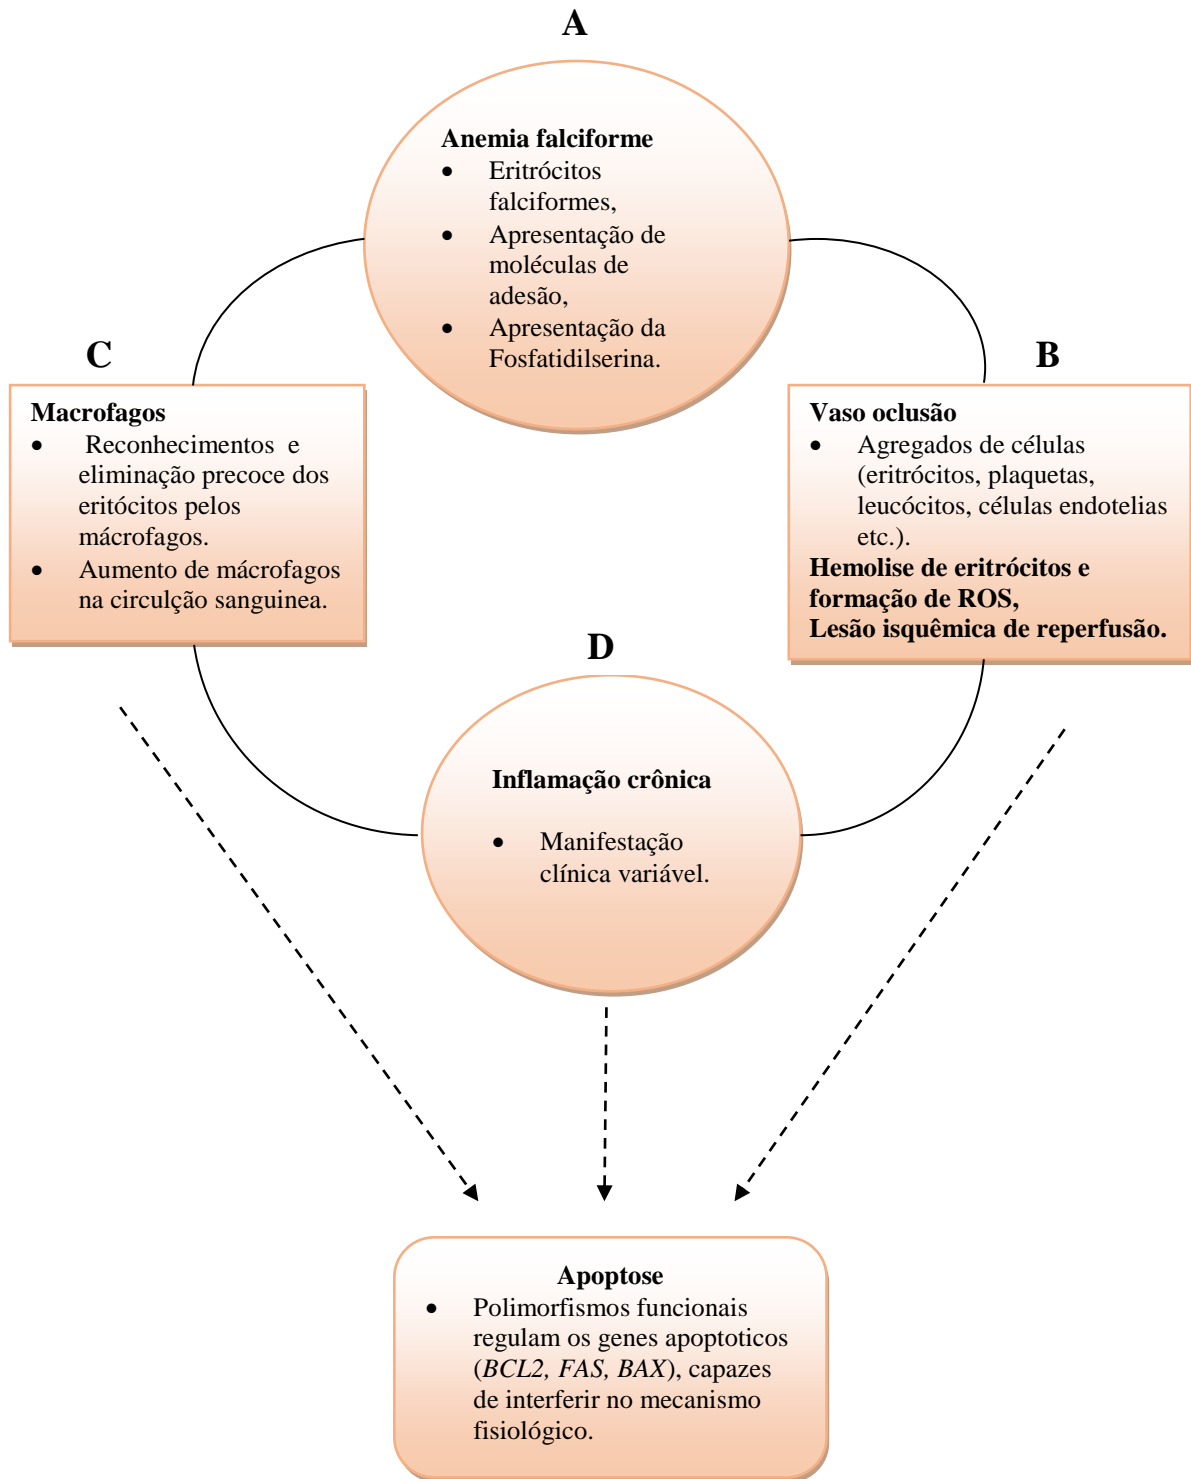 A
Anemia falciforme
• Eritrócitos
falciformes,
• Apresentação de
moléculas de
adesão,
• Apresentação da
Fosfatidilserina.
C
Macrofagos
• Reconhecimentos e
eliminação precoce dos
eritócitos pelos
mácrofagos.
• Aumento de mácrofagos
na circulção sanguinea.
B
Vaso oclusão
• Agregados de células
(eritrócitos, plaquetas,
leucócitos, células endotelias
etc.).
Hemolise de eritrócitos e
formação de ROS,
Lesão isquêmica de reperfusão.
D
Inflamação crônica
• Manifestação
clínica variável.
Apoptose
• Polimorfismos funcionais
regulam os genes apoptoticos
(BCL2, FAS, BAX), capazes
de interferir no mecanismo
fisiológico.